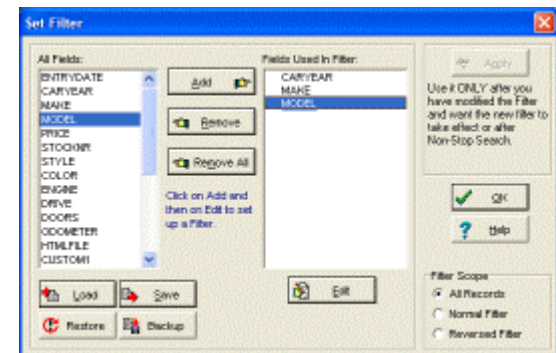 Set Filter
All Fields:
ENTRYDATE
CARYEAR
MAKE
MODEL
PRICE
STOCKNR
STYLE
COLOR
ENGINE
DRIVE
DOORS
ODOMETER
HTMLFILE
CUSTOM1
Add
Remove
Remove All
Click on Add and
then on Edit to set
up a Filter.
Fields Used In Filter:
CARYEAR
MAKE
MODEL
Apply
Use it ONLY after you
have modified the Filter
and want the new filter to
take effect or after
Non-Stop Search.
OK
Help
Load
Save
Restore
Backup
Edit
Filter Scope
All Records
Normal Filter
Reversed Filter